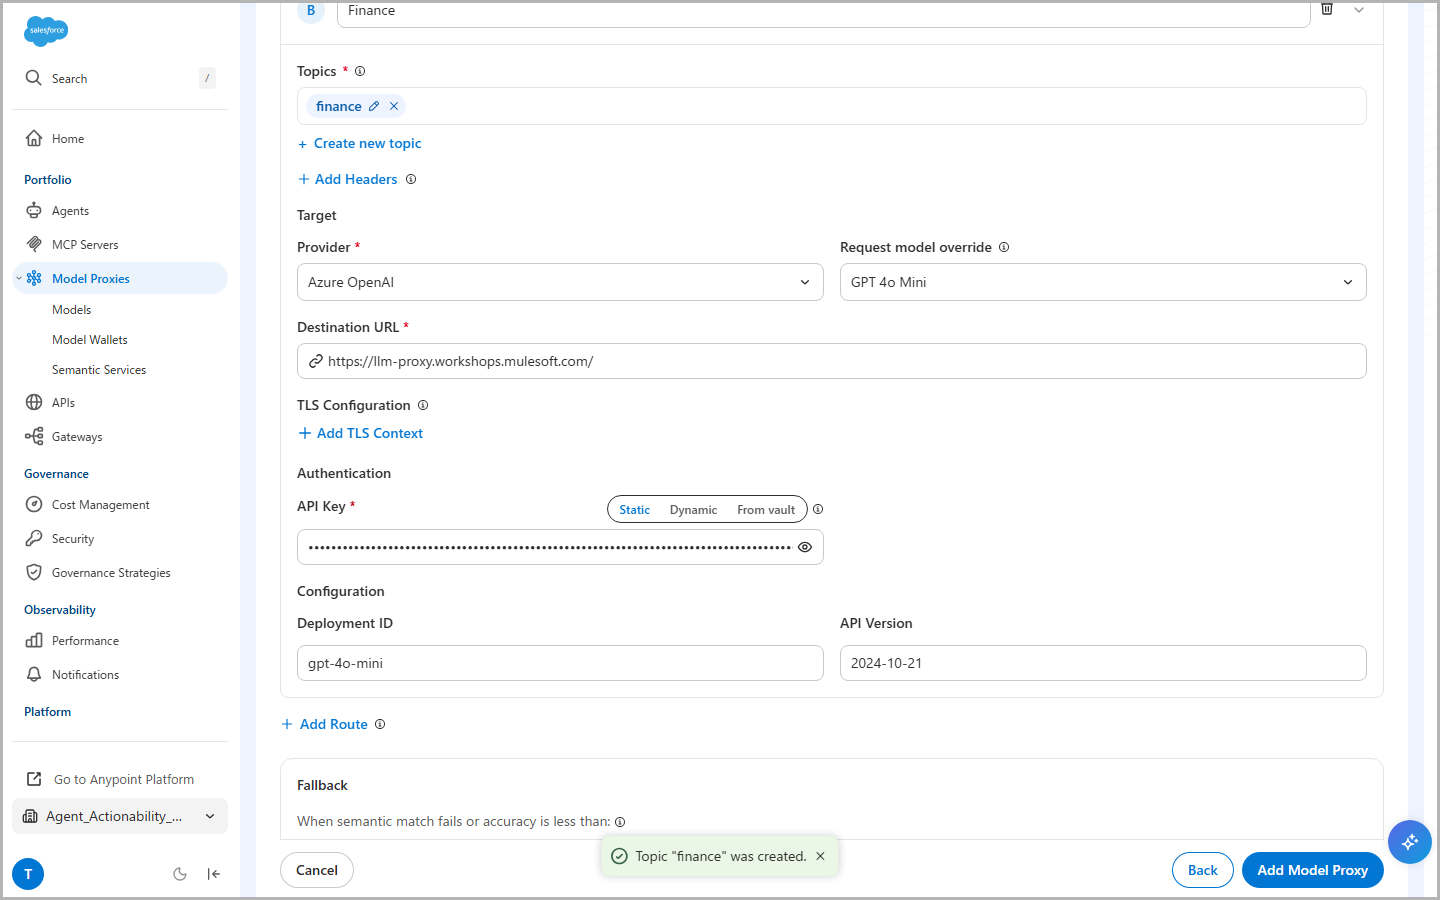 salesforce
Search
/
Home
Portfolio
Agents
MCP Servers
Model Proxies
Models
Model Wallets
Semantic Services
APIs
Gateways
Governance
Cost Management
Security
Governance Strategies
Observability
Performance
Notifications
Platform
Go to Anypoint Platform
Agent_Actionability_...
T
B
Finance
Topics *
finance
+ Create new topic
+ Add Headers
Target
Provider *
Request model override
Azure OpenAI
GPT 4o Mini
Destination URL *
https://llm-proxy.workshops.mulesoft.com/
TLS Configuration
+ Add TLS Context
Authentication
API Key *
Static Dynamic From vault
••••••••••••••••••••••••••••••••••••••••••••••••••••••••••••••••••••••••••••••••••••
Configuration
Deployment ID
API Version
gpt-4o-mini
2024-10-21
+ Add Route
Fallback
When semantic match fails or accuracy is less than:
Topic "finance" was created.
Cancel
Back
Add Model Proxy